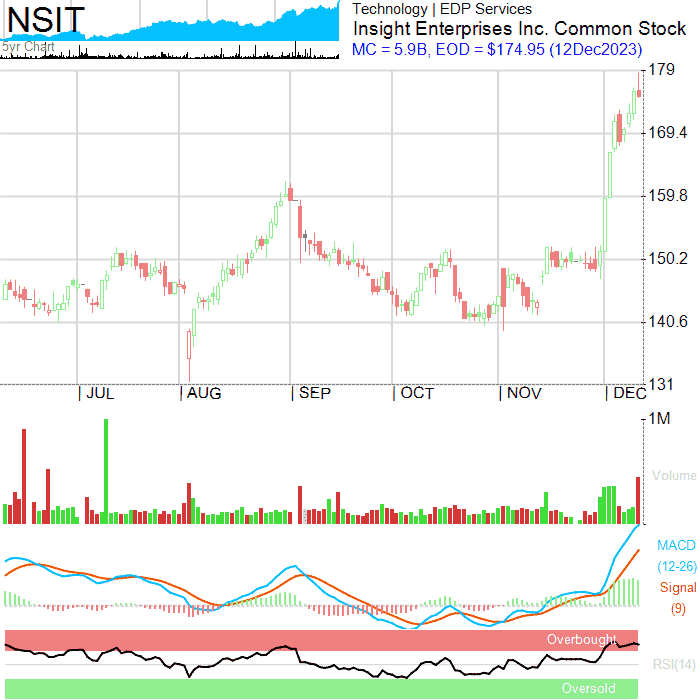 NSIT
5yr Chart
Technology | EDP Services
Insight Enterprises Inc. Common Stock
MC = 5.9B, EOD = $174.95 (12Dec2023)
179
169.4
159.8
150.2
140.6
131
| JUL | AUG | SEP | OCT | NOV | DEC
1M
Volume
MACD
(12-26)
Signal
(9)
Overbought
RSI(14)
Oversold